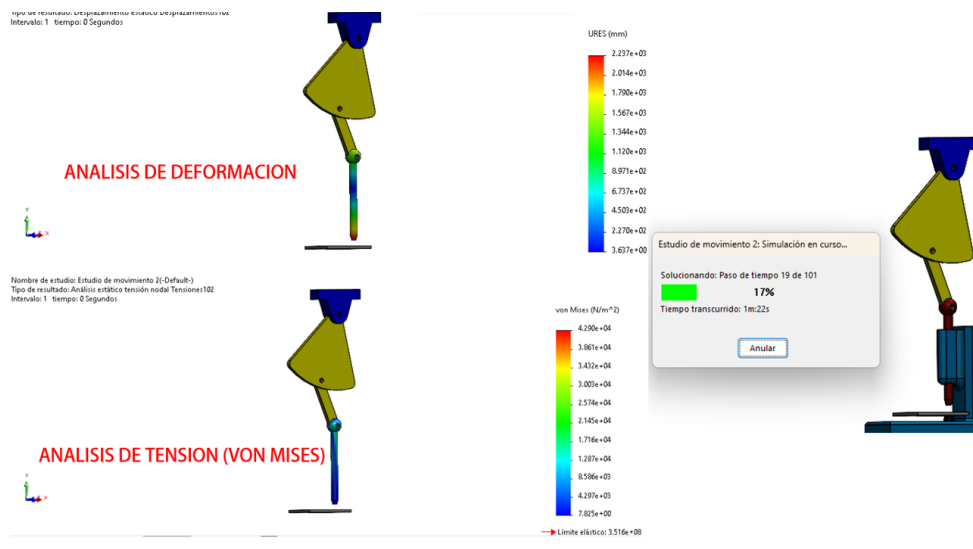 Tipo de resultado: Desplazamiento estático Desplazamientos102
Intervalo: 1 tiempo: 0 Segundos
ANALISIS DE DEFORMACION
URES (mm)
2.237e+03
2.014e+03
1.790e+03
1.567e+03
1.344e+03
1.120e+03
8.971e+02
6.737e+02
4.503e+02
2.270e+02
3.637e+00
Y
X
Nombre de estudio: Estudio de movimiento 2(-Default-)
Tipo de resultado: Análisis estático tensión nodal Tensiones102
Intervalo: 1 tiempo: 0 Segundos
ANALISIS DE TENSION (VON MISES)
von Mises (N/m^2)
4.290e+04
3.861e+04
3.432e+04
3.003e+04
2.574e+04
2.145e+04
1.716e+04
1.287e+04
8.586e+03
4.297e+03
7.825e+00
Límite elástico: 3.516e+08
Y
X
Estudio de movimiento 2: Simulación en curso...
Solucionando: Paso de tiempo 19 de 101
17%
Tiempo transcurrido: 1m:22s
Anular